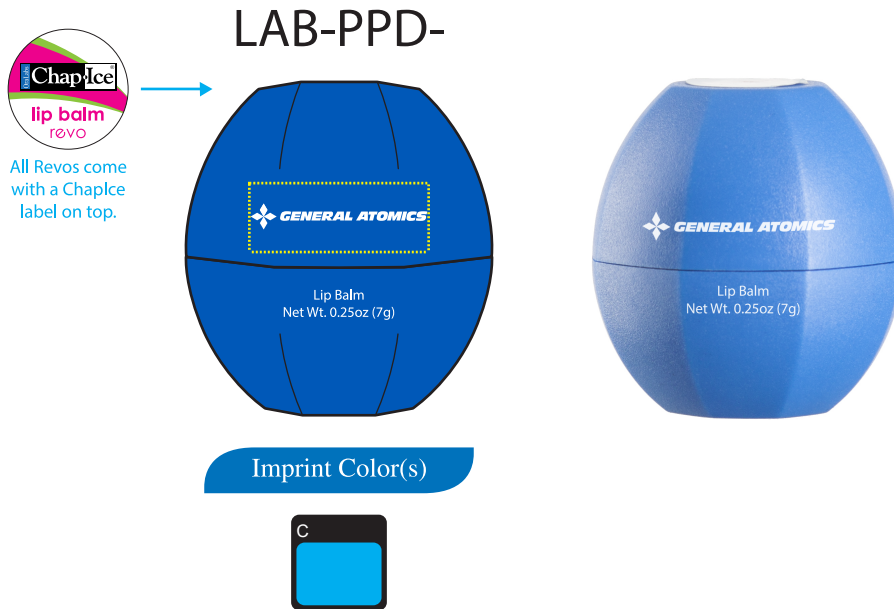 LAB-PPD-
OraLabs
Chap·Ice®
lip balm
revo
All Revos come
with a ChapIce
label on top.
GENERAL ATOMICS
Lip Balm
Net Wt. 0.25oz (7g)
GENERAL ATOMICS
Lip Balm
Net Wt. 0.25oz (7g)
Imprint Color(s)
C